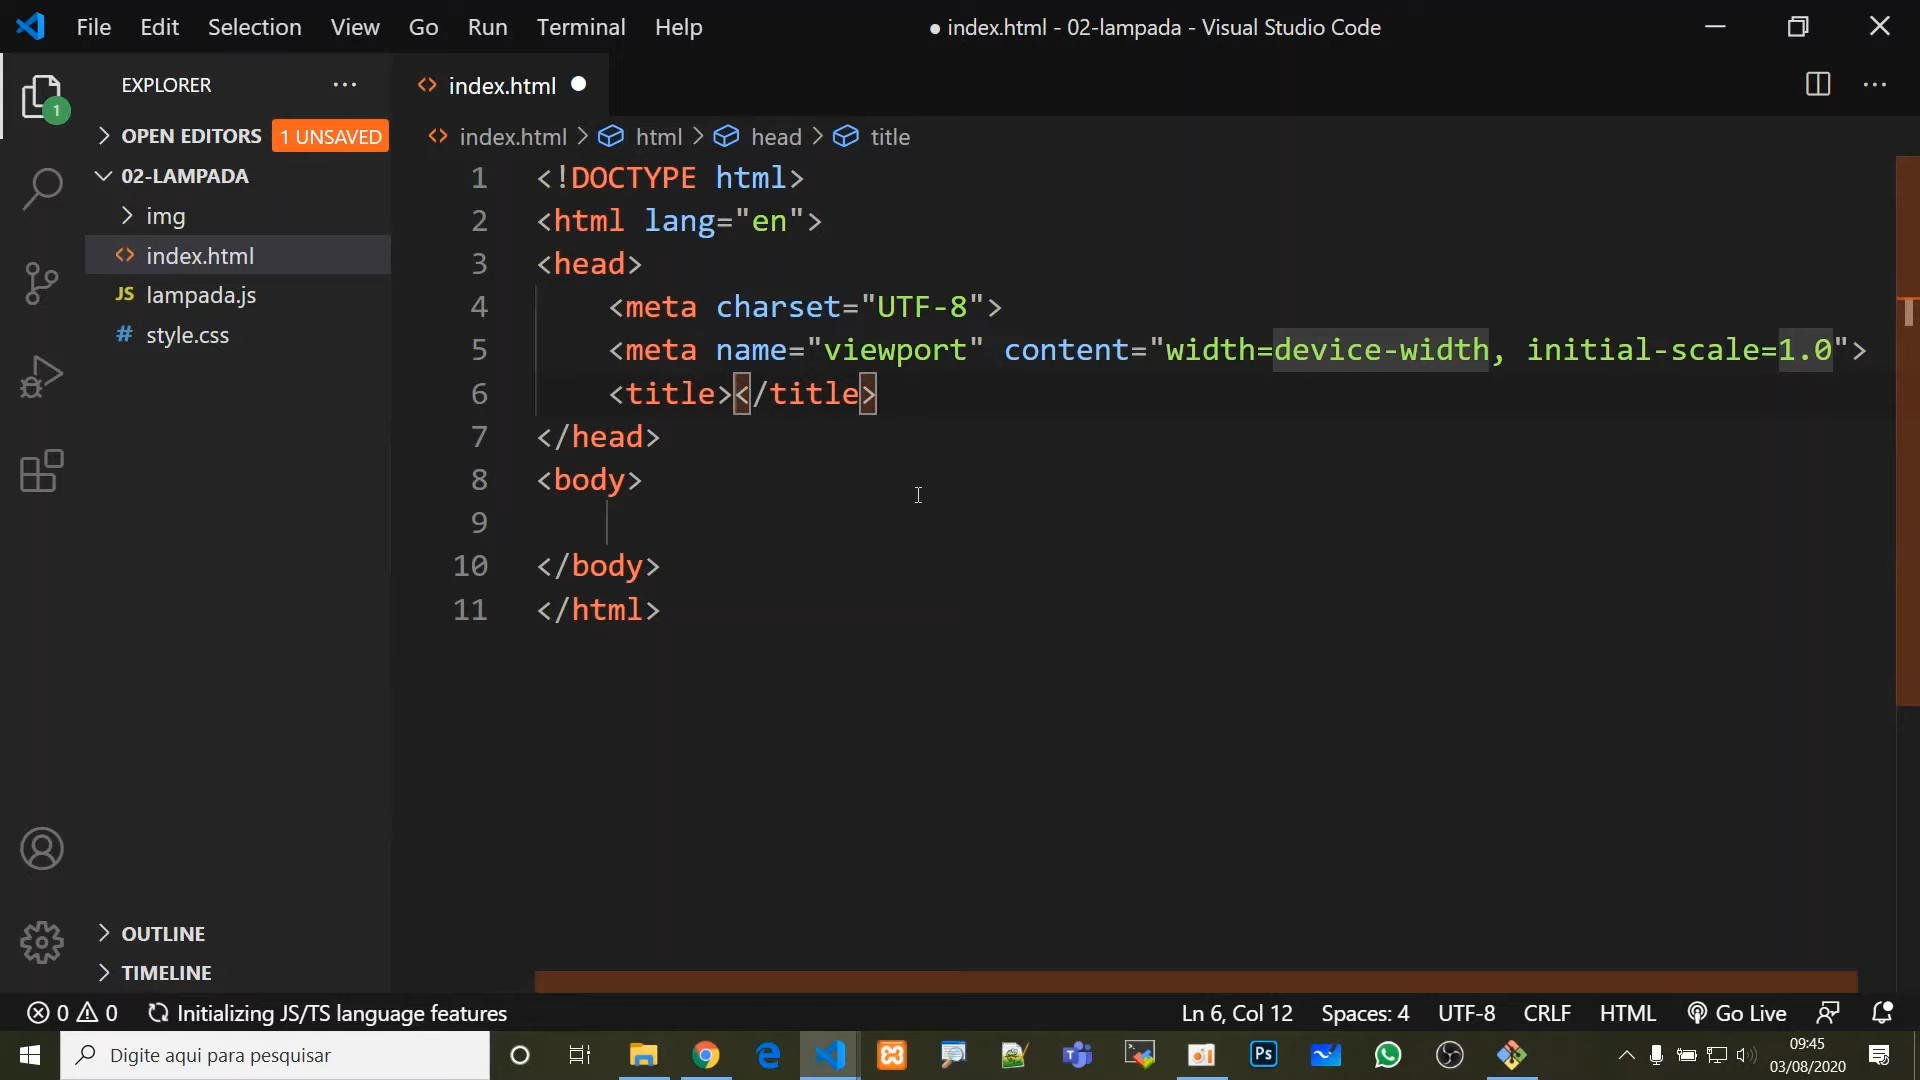 File Edit Selection View Go Run Terminal Help
● index.html - 02-lampada - Visual Studio Code
EXPLORER
1
OPEN EDITORS 1 UNSAVED
02-LAMPADA
img
index.html
JS lampada.js
# style.css
OUTLINE
TIMELINE
index.html
index.html > html > head > title
1 <!DOCTYPE html>
2 <html lang="en">
3 <head>
4 <meta charset="UTF-8">
5 <meta name="viewport" content="width=device-width, initial-scale=1.0">
6 <title></title>
7 </head>
8 <body>
9
10 </body>
11 </html>
0 0 Initializing JS/TS language features
Ln 6, Col 12 Spaces: 4 UTF-8 CRLF HTML Go Live
Digite aqui para pesquisar
Ps
09:45
03/08/2020